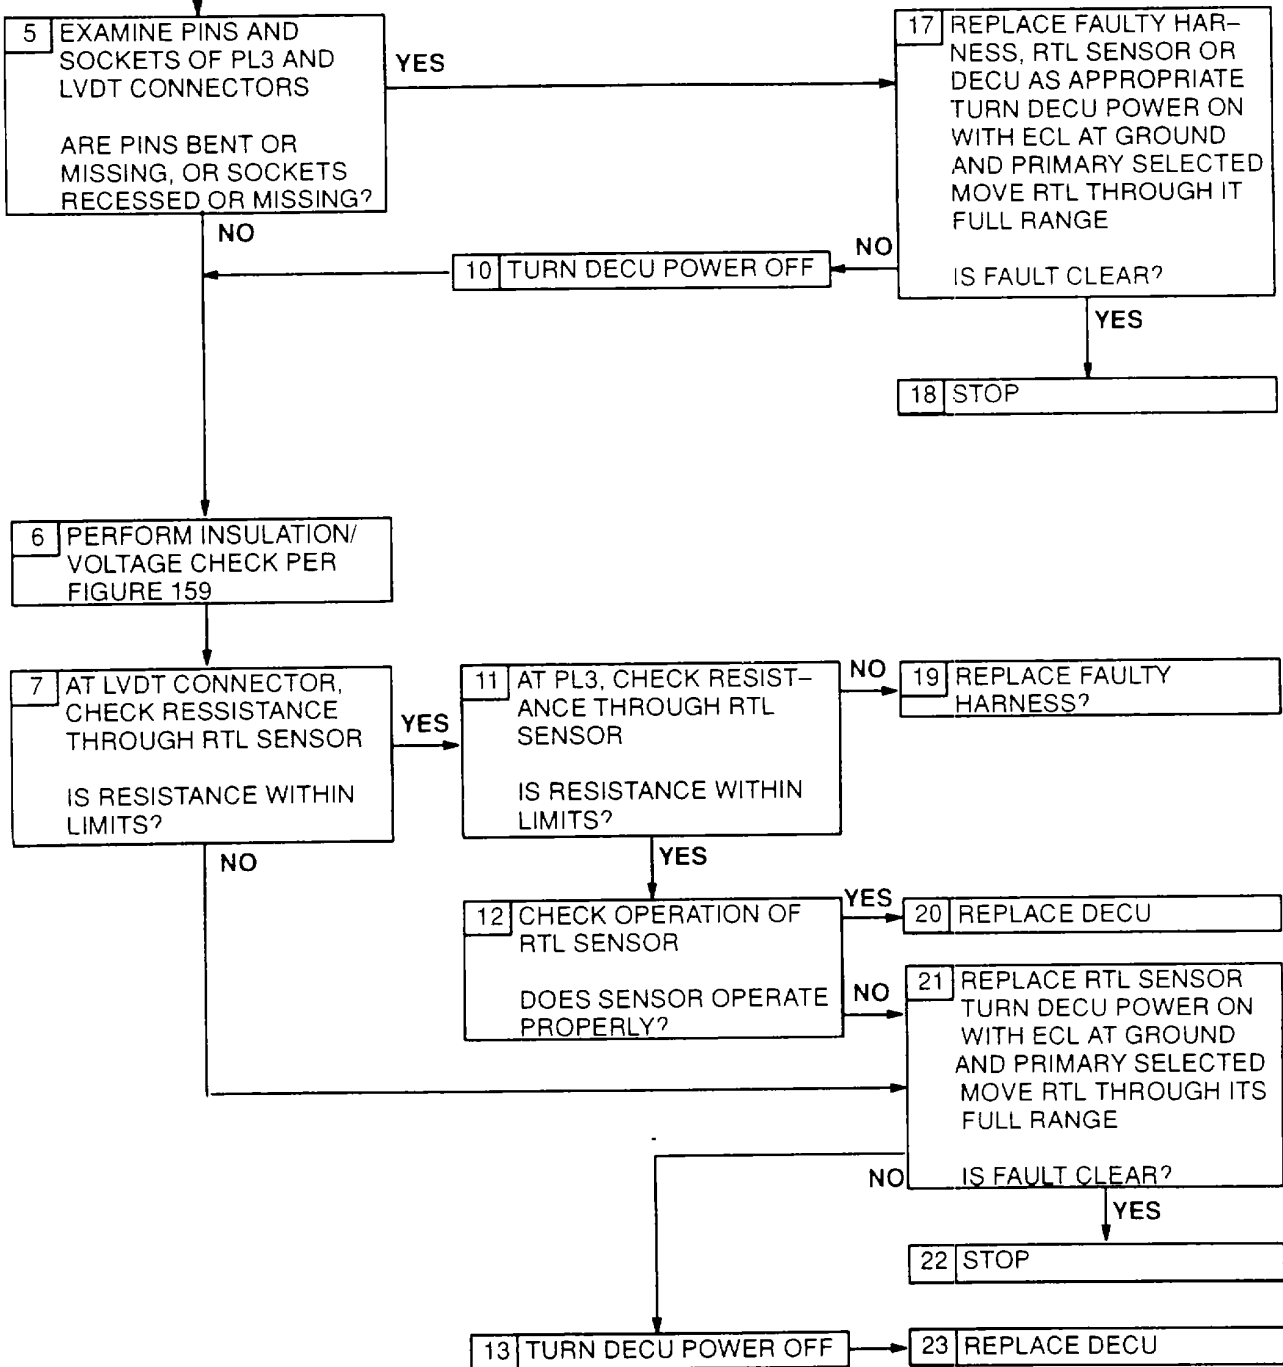 5 EXAMINE PINS AND
SOCKETS OF PL3 AND
LVDT CONNECTORS
ARE PINS BENT OR
MISSING, OR SOCKETS
RECESSED OR MISSING?
YES
NO
17 REPLACE FAULTY HAR–
NESS, RTL SENSOR OR
DECU AS APPROPRIATE
TURN DECU POWER ON
WITH ECL AT GROUND
AND PRIMARY SELECTED
MOVE RTL THROUGH IT
FULL RANGE
IS FAULT CLEAR?
NO
YES
10 TURN DECU POWER OFF
18 STOP
6 PERFORM INSULATION/
VOLTAGE CHECK PER
FIGURE 159
7 AT LVDT CONNECTOR,
CHECK RESSISTANCE
THROUGH RTL SENSOR
IS RESISTANCE WITHIN
LIMITS?
YES
NO
11 AT PL3, CHECK RESIST–
ANCE THROUGH RTL
SENSOR
IS RESISTANCE WITHIN
LIMITS?
NO
YES
19 REPLACE FAULTY
HARNESS?
12 CHECK OPERATION OF
RTL SENSOR
DOES SENSOR OPERATE
PROPERLY?
YES
NO
20 REPLACE DECU
21 REPLACE RTL SENSOR
TURN DECU POWER ON
WITH ECL AT GROUND
AND PRIMARY SELECTED
MOVE RTL THROUGH ITS
FULL RANGE
IS FAULT CLEAR?
NO
YES
22 STOP
13 TURN DECU POWER OFF
23 REPLACE DECU